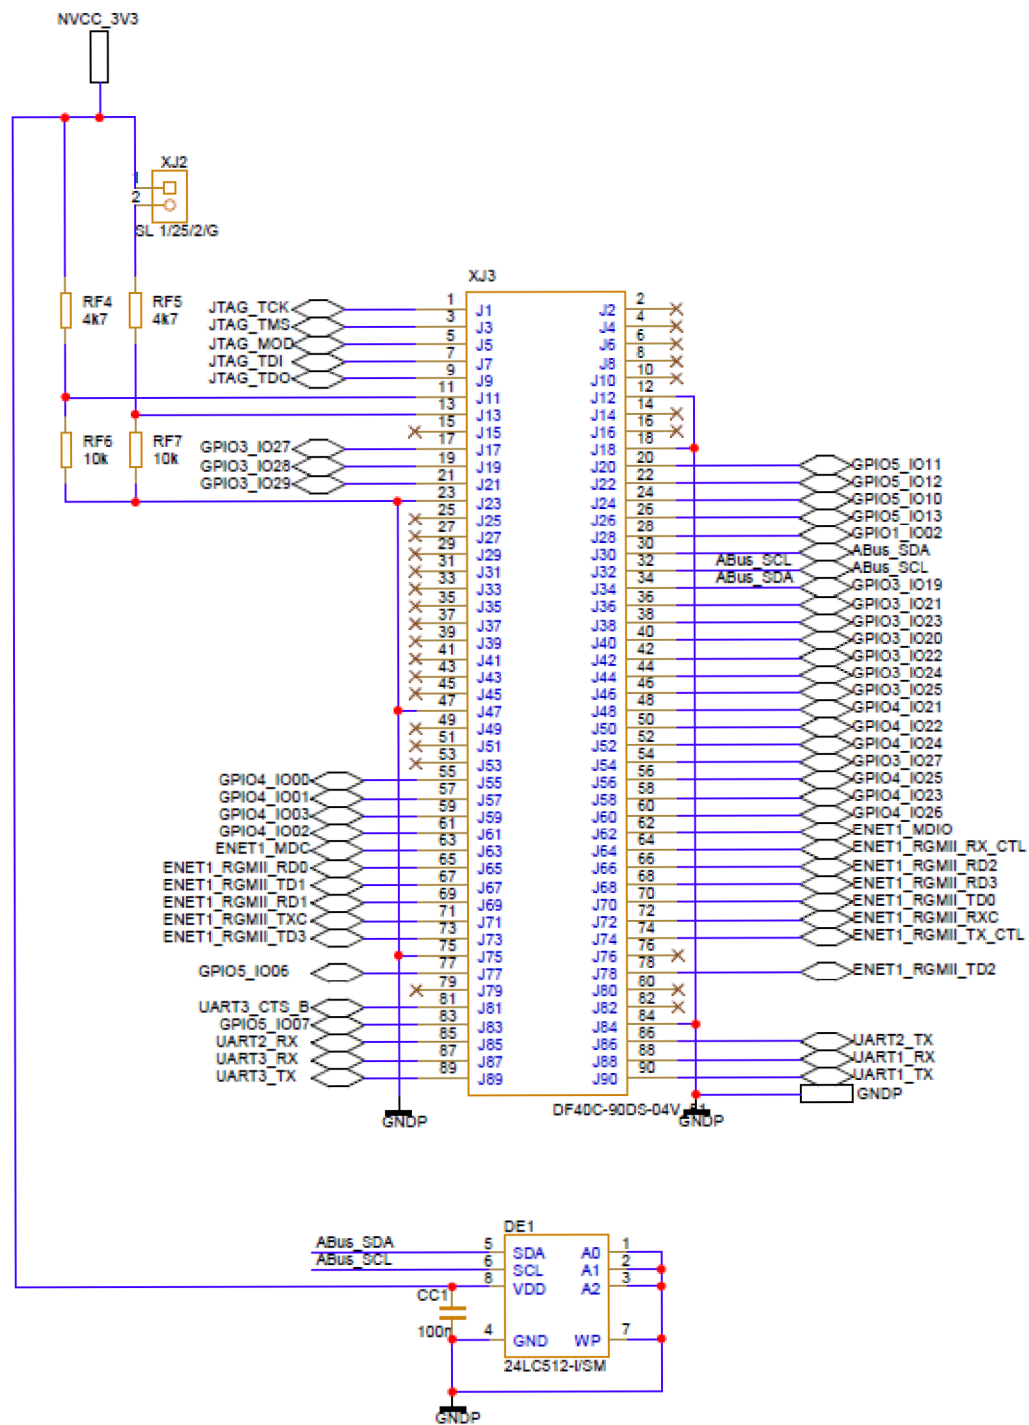 NVCC_3V3
XJ2
1
2
SL 1/25/2/G
XJ3
RF4
4k7
RF5
4k7
RF6
10k
RF7
10k
JTAG_TCK 1 J1
JTAG_TMS 3 J3
JTAG_MOD 5 J5
JTAG_TDI 7 J7
JTAG_TDO 9 J9
11 J11
13 J13
15 J15
GPIO3_IO27 17 J17
GPIO3_IO28 19 J19
GPIO3_IO29 21 J21
23 J23
25 J25
27 J27
29 J29
31 J31
33 J33
35 J35
37 J37
39 J39
41 J41
43 J43
45 J45
47 J47
49 J49
51 J51
53 J53
GPIO4_IO00 55 J55
GPIO4_IO01 57 J57
GPIO4_IO03 59 J59
GPIO4_IO02 61 J61
ENET1_MDC 63 J63
ENET1_RGMII_RD0 65 J65
ENET1_RGMII_TD1 67 J67
ENET1_RGMII_RD1 69 J69
ENET1_RGMII_TXC 71 J71
ENET1_RGMII_TD3 73 J73
75 J75
GPIO5_IO06 77 J77
79 J79
UART3_CTS_B 81 J81
GPIO5_IO07 83 J83
UART2_RX 85 J85
UART3_RX 87 J87
UART3_TX 89 J89
GNDP
J2 2
J4 4
J6 6
J8 8
J10 10
J12 12
J14 14
J16 16
J18 18
J20 20 GPIO5_IO11
J22 22 GPIO5_IO12
J24 24 GPIO5_IO10
J26 26 GPIO5_IO13
J28 28 GPIO1_IO02
J30 30 ABus_SDA
J32 32 ABus_SCL ABus_SCL
J34 34 ABus_SDA GPIO3_IO19
J36 36 GPIO3_IO21
J38 38 GPIO3_IO23
J40 40 GPIO3_IO20
J42 42 GPIO3_IO22
J44 44 GPIO3_IO24
J46 46 GPIO3_IO25
J48 48 GPIO4_IO21
J50 50 GPIO4_IO22
J52 52 GPIO4_IO24
J54 54 GPIO3_IO27
J56 56 GPIO4_IO25
J58 58 GPIO4_IO23
J60 60 GPIO4_IO26
J62 62 ENET1_MDIO
J64 64 ENET1_RGMII_RX_CTL
J66 66 ENET1_RGMII_RD2
J68 68 ENET1_RGMII_RD3
J70 70 ENET1_RGMII_TD0
J72 72 ENET1_RGMII_RXC
J74 74 ENET1_RGMII_TX_CTL
J76 76
J78 78 ENET1_RGMII_TD2
J80 80
J82 82
J84 84
J86 86 UART2_TX
J88 88 UART1_RX
J90 90 UART1_TX
GNDP
DF40C-90DS-04V
GNDP
DE1
ABus_SDA 5 SDA A0 1
ABus_SCL 6 SCL A1 2
8 VDD A2 3
CC1
100n
4 GND WP 7
24LC512-I/SM
GNDP